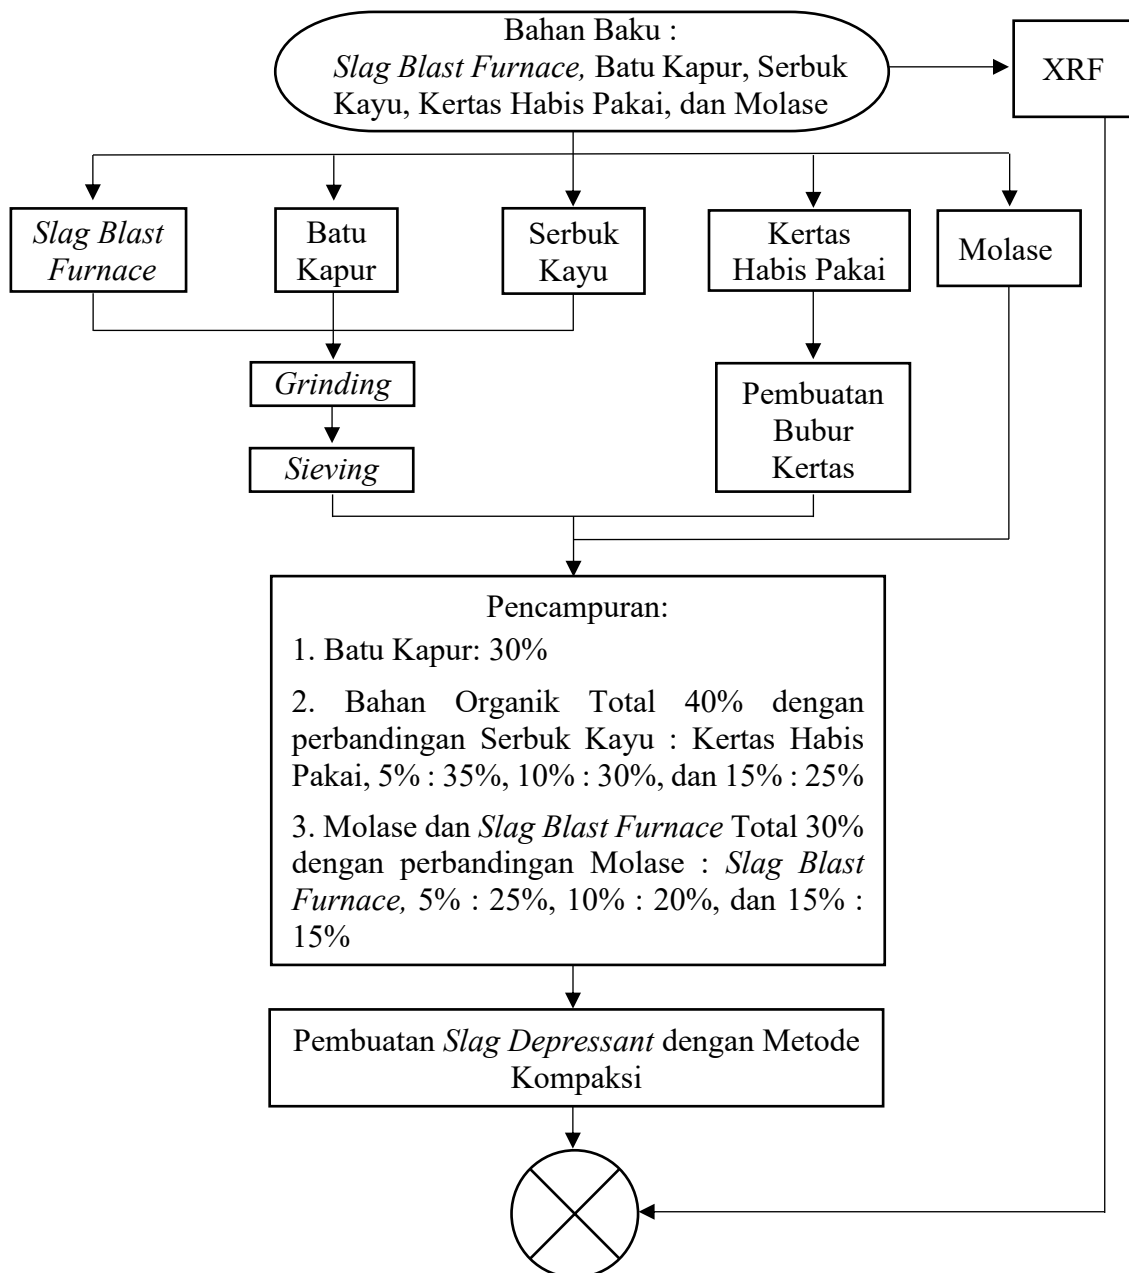 Bahan Baku :
Slag Blast Furnace, Batu Kapur, Serbuk
Kayu, Kertas Habis Pakai, dan Molase
XRF
Slag Blast
Furnace
Batu
Kapur
Serbuk
Kayu
Kertas
Habis Pakai
Molase
Grinding
Sieving
Pembuatan
Bubur
Kertas
Pencampuran:
1. Batu Kapur: 30%
2. Bahan Organik Total 40% dengan
perbandingan Serbuk Kayu : Kertas Habis
Pakai, 5% : 35%, 10% : 30%, dan 15% : 25%
3. Molase dan Slag Blast Furnace Total 30%
dengan perbandingan Molase : Slag Blast
Furnace, 5% : 25%, 10% : 20%, dan 15% :
15%
Pembuatan Slag Depressant dengan Metode
Kompaksi